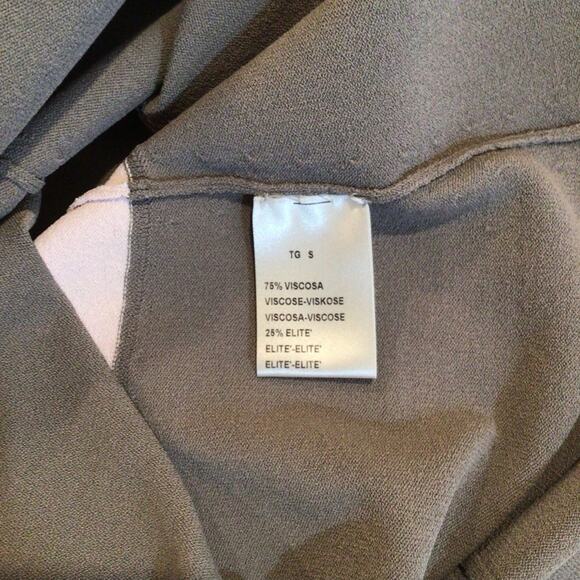 TG S
75% VISCOSA
VISCOSE-VISKOSE
VISCOSA-VISCOSE
25% ELITE'
ELITE'-ELITE'
ELITE'-ELITE'